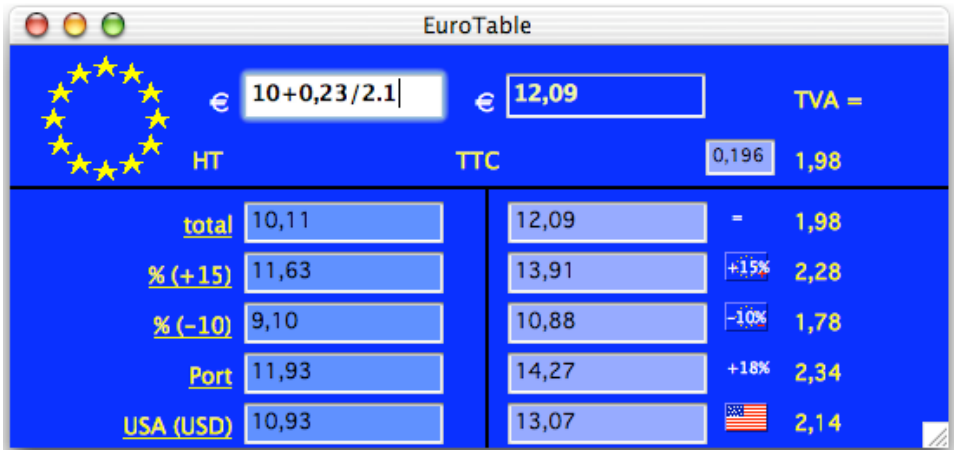 EuroTable
€ 10+0,23/2.1 € 12,09 TVA =
HT TTC 0,196 1,98
total 10,11 12,09 = 1,98
% (+15) 11,63 13,91 +15% 2,28
% (-10) 9,10 10,88 -10% 1,78
Port 11,93 14,27 +18% 2,34
USA (USD) 10,93 13,07 2,14